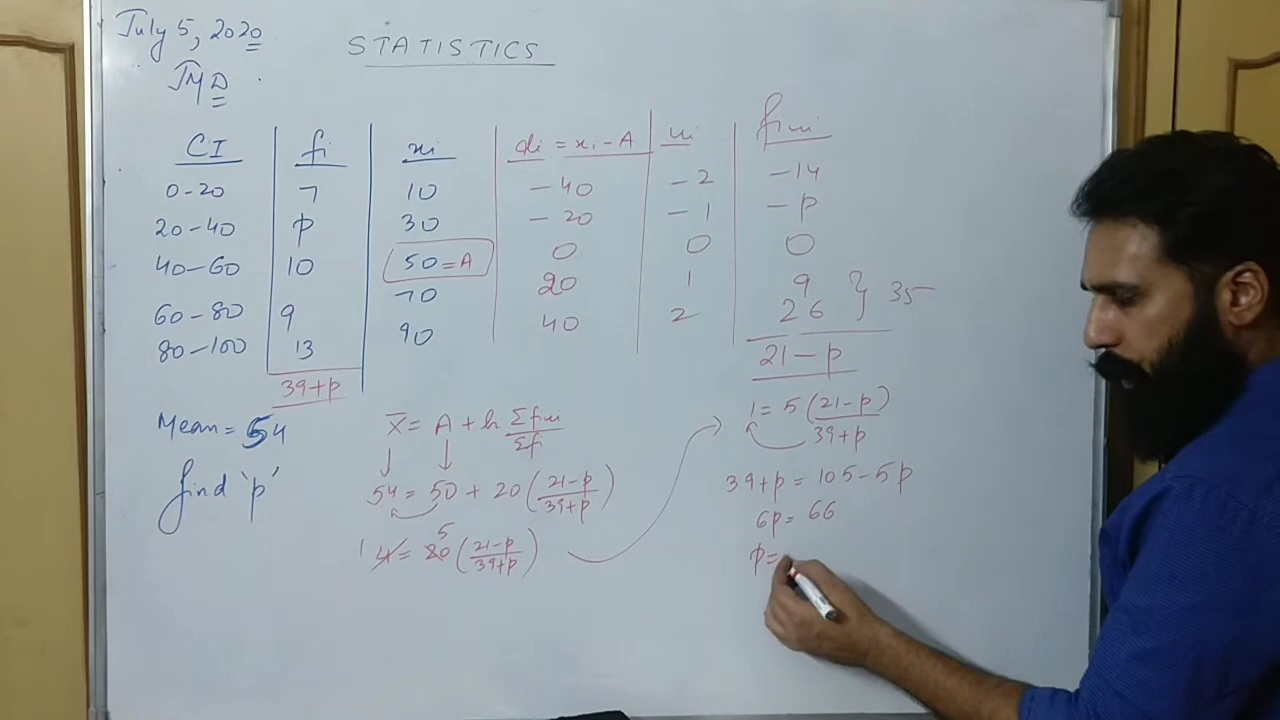 July 5, 2020
STATISTICS
JMD
CI fi xi di = xi - A ui fiui
0-20 7 10 -40 -2 -14
20-40 p 30 -20 -1 -p
40-60 10 50=A 0 0 0
60-80 9 70 20 1 9
80-100 13 90 40 2 26 } 35
39+p 21-p
Mean = 54
find 'p'
x̄ = A + h Σfiui/Σfi
54 = 50 + 20 (21-p/39+p)
1 4 = 20 5 (21-p/39+p)
1 = 5 (21-p/39+p)
39+p = 105-5p
6p = 66
p =